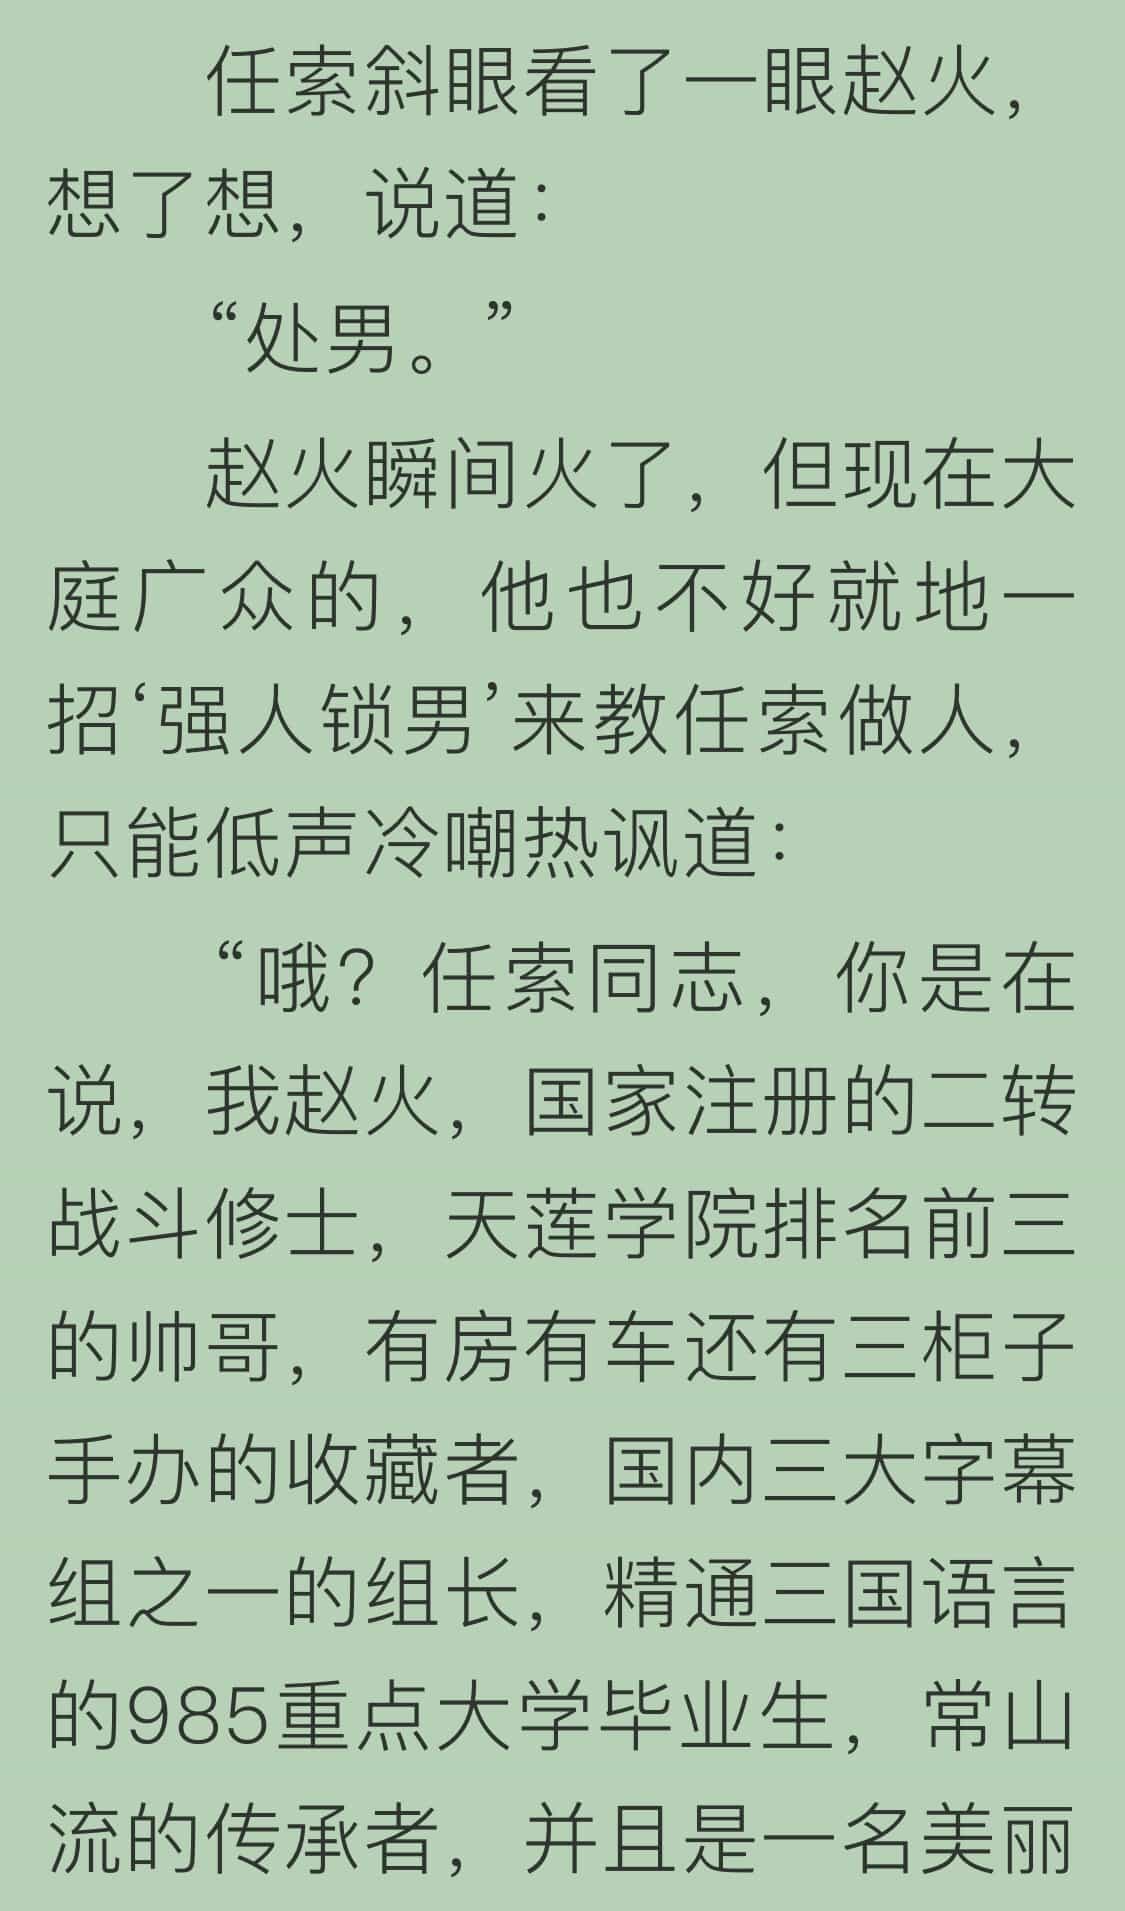 任索斜眼看了一眼赵火，
想了想，说道：
“处男。”
赵火瞬间火了，但现在大
庭广众的，他也不好就地一
招‘强人锁男’来教任索做人，
只能低声冷嘲热讽道：
“哦？任索同志，你是在
说，我赵火，国家注册的二转
战斗修士，天莲学院排名前三
的帅哥，有房有车还有三柜子
手办的收藏者，国内三大字幕
组之一的组长，精通三国语言
的985重点大学毕业生，常山
流的传承者，并且是一名美丽